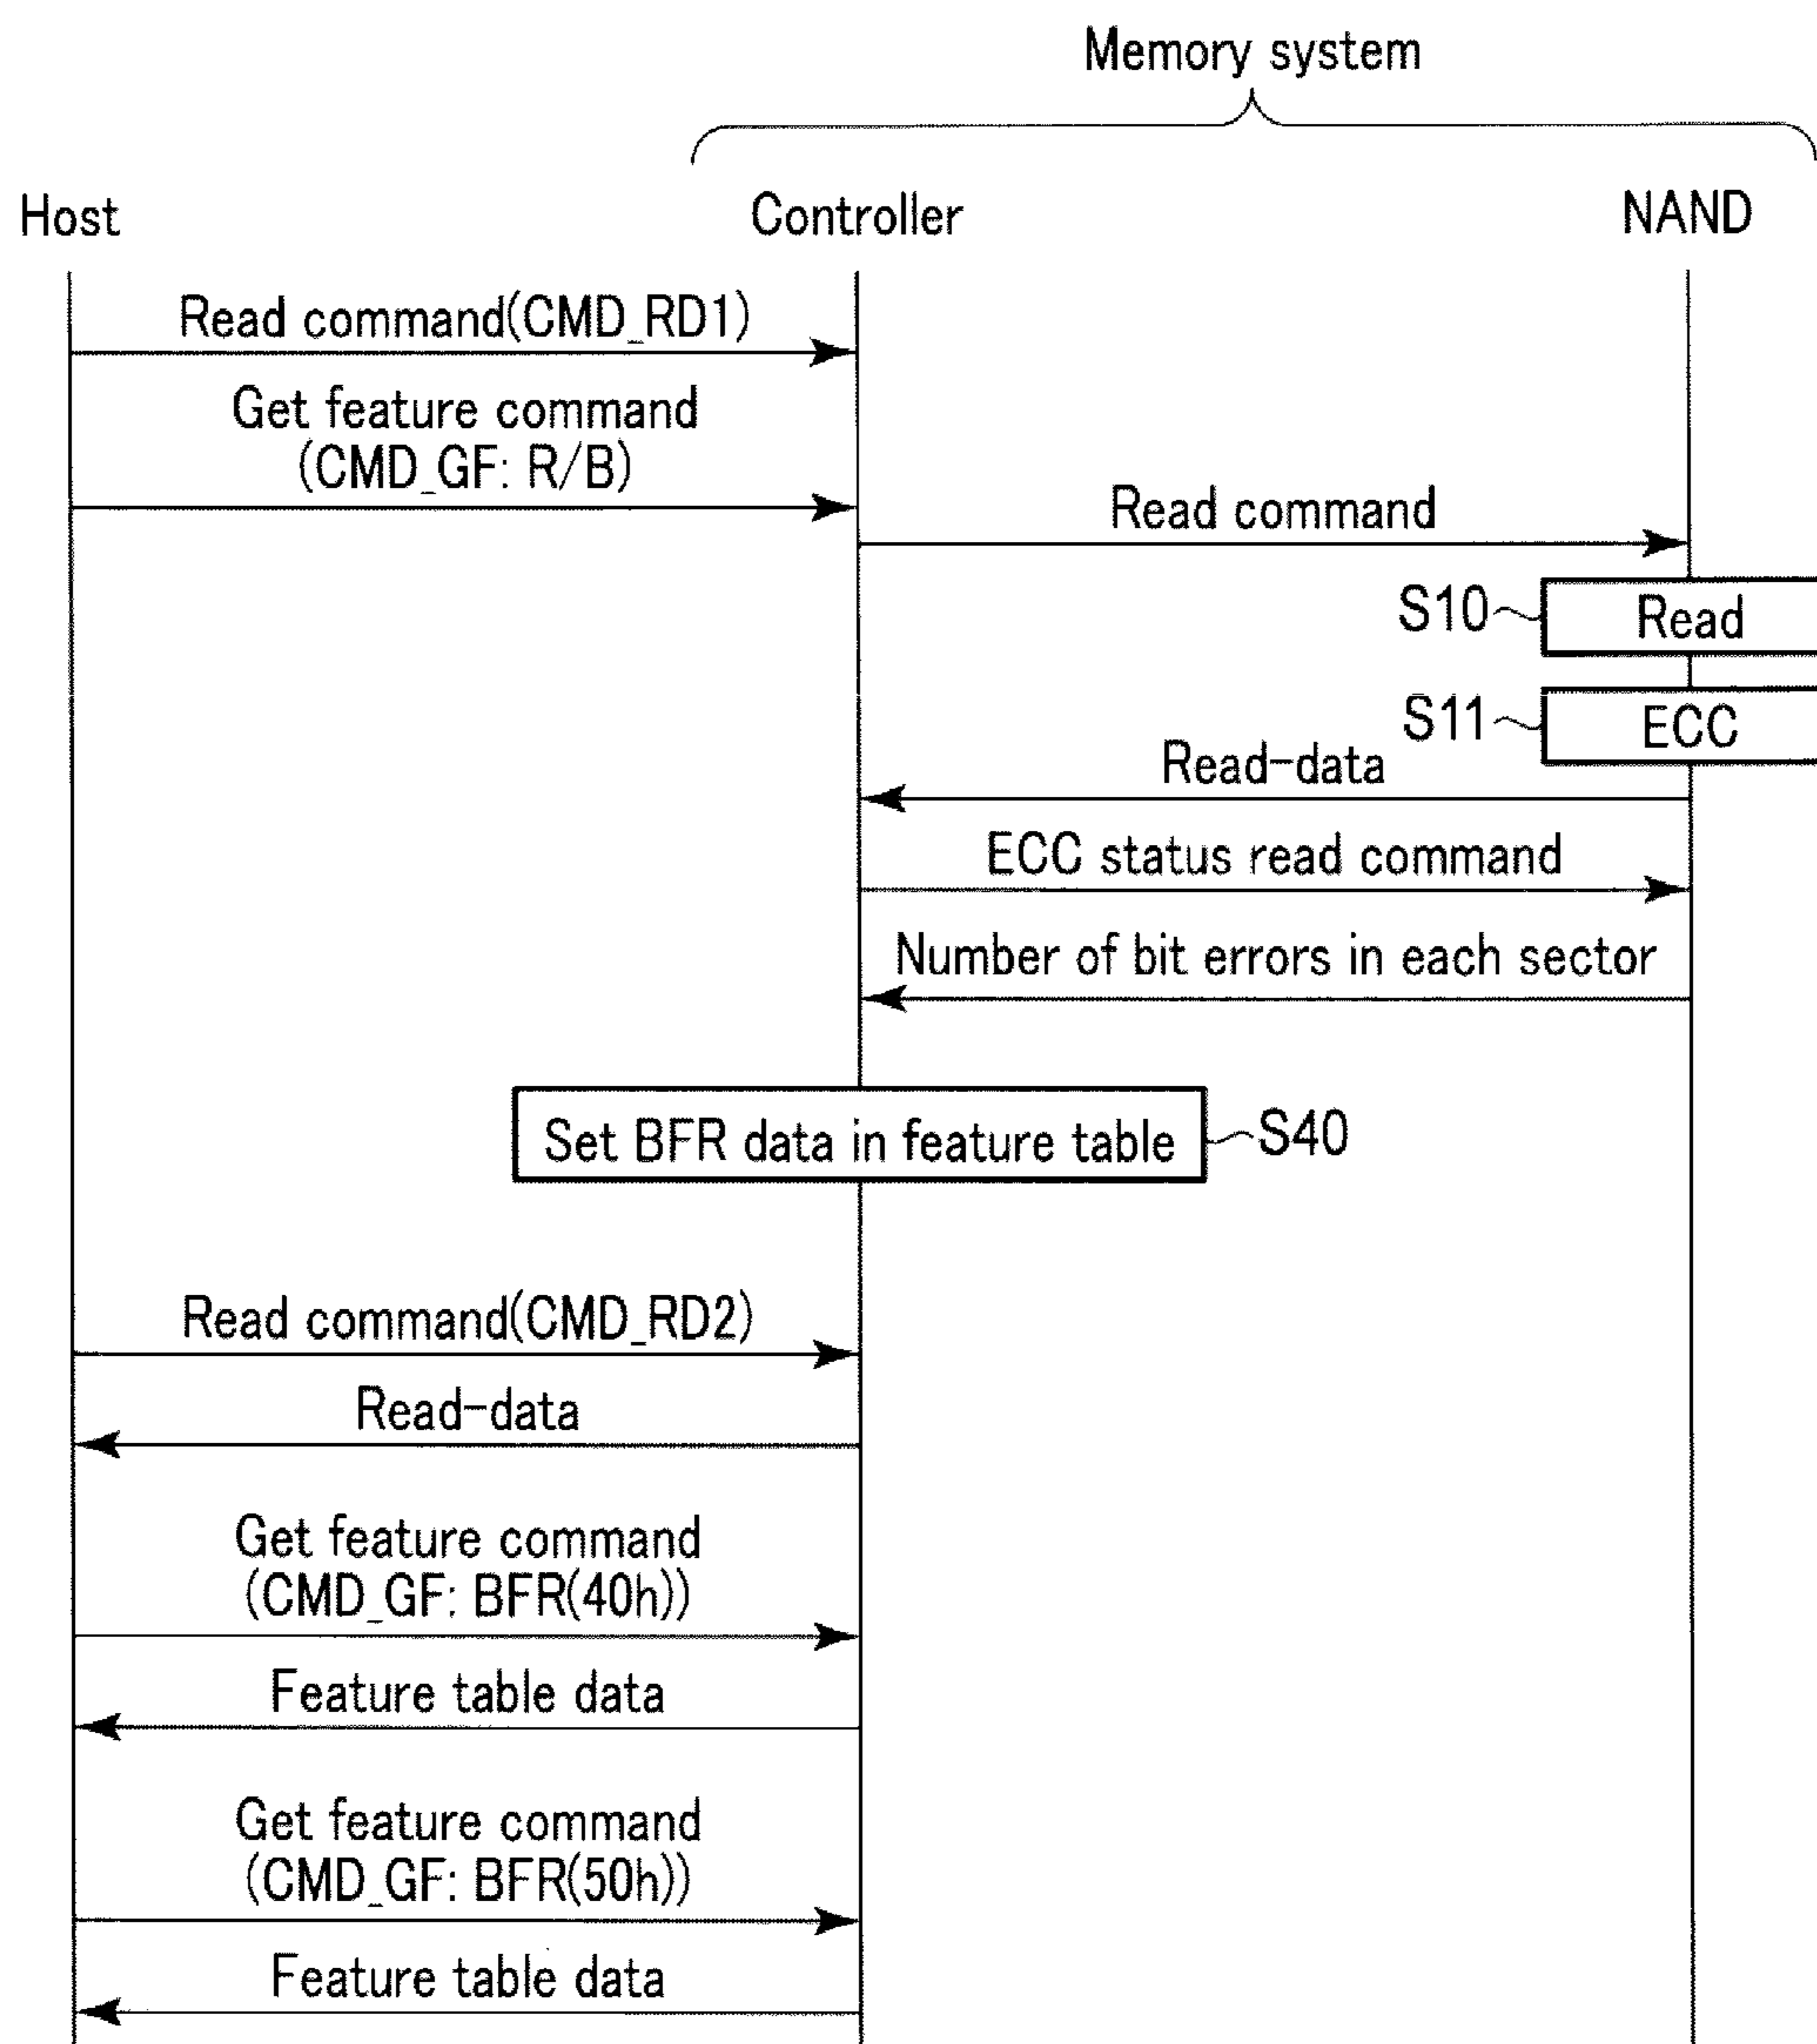 Memory system
Host
Controller
NAND
Read command(CMD_RD1)
Get feature command
(CMD_GF: R/B)
Read command
S10
Read
S11
ECC
Read-data
ECC status read command
Number of bit errors in each sector
Set BFR data in feature table
S40
Read command(CMD_RD2)
Read-data
Get feature command
(CMD_GF: BFR(40h))
Feature table data
Get feature command
(CMD_GF: BFR(50h))
Feature table data